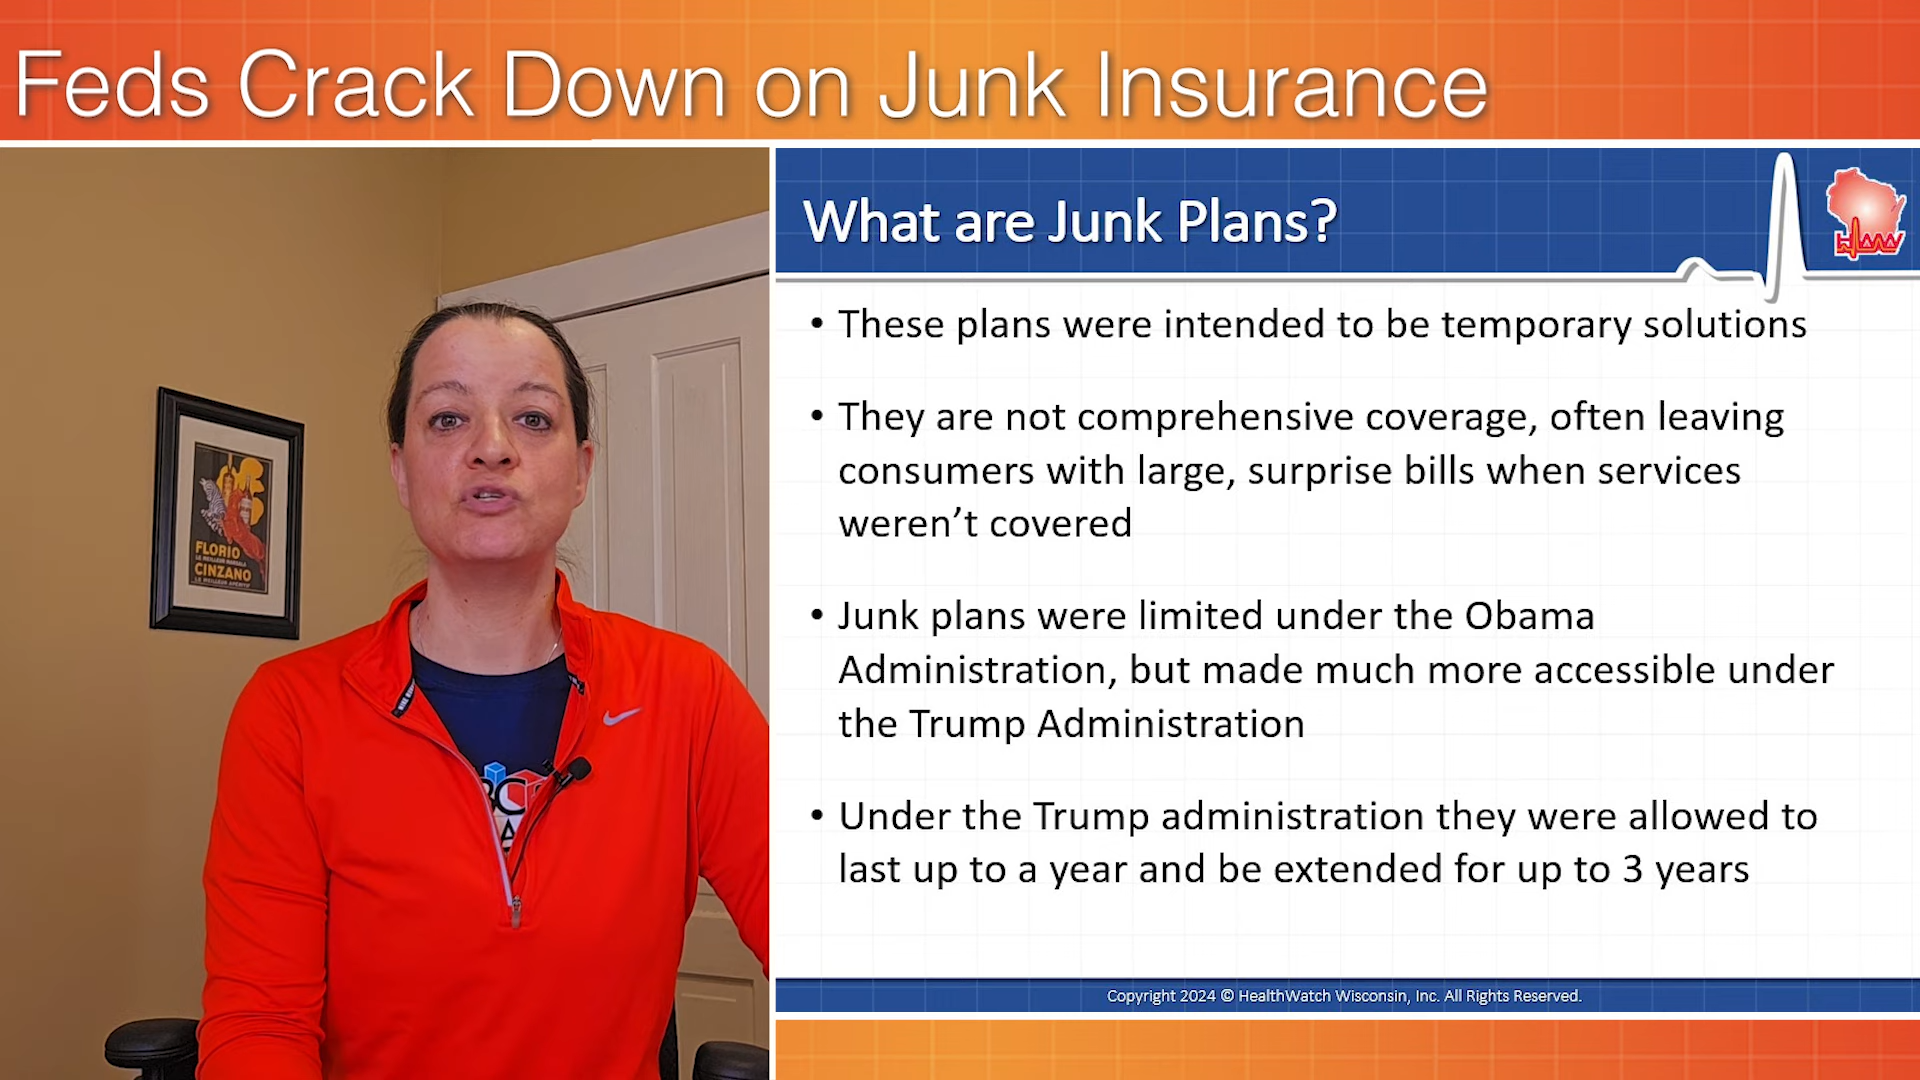 Feds Crack Down on Junk Insurance
What are Junk Plans?
HWW
• These plans were intended to be temporary solutions
• They are not comprehensive coverage, often leaving
consumers with large, surprise bills when services
weren’t covered
• Junk plans were limited under the Obama
Administration, but made much more accessible under
the Trump Administration
• Under the Trump administration they were allowed to
last up to a year and be extended for up to 3 years
Copyright 2024 © HealthWatch Wisconsin, Inc. All Rights Reserved.
FLORIO
CINZANO